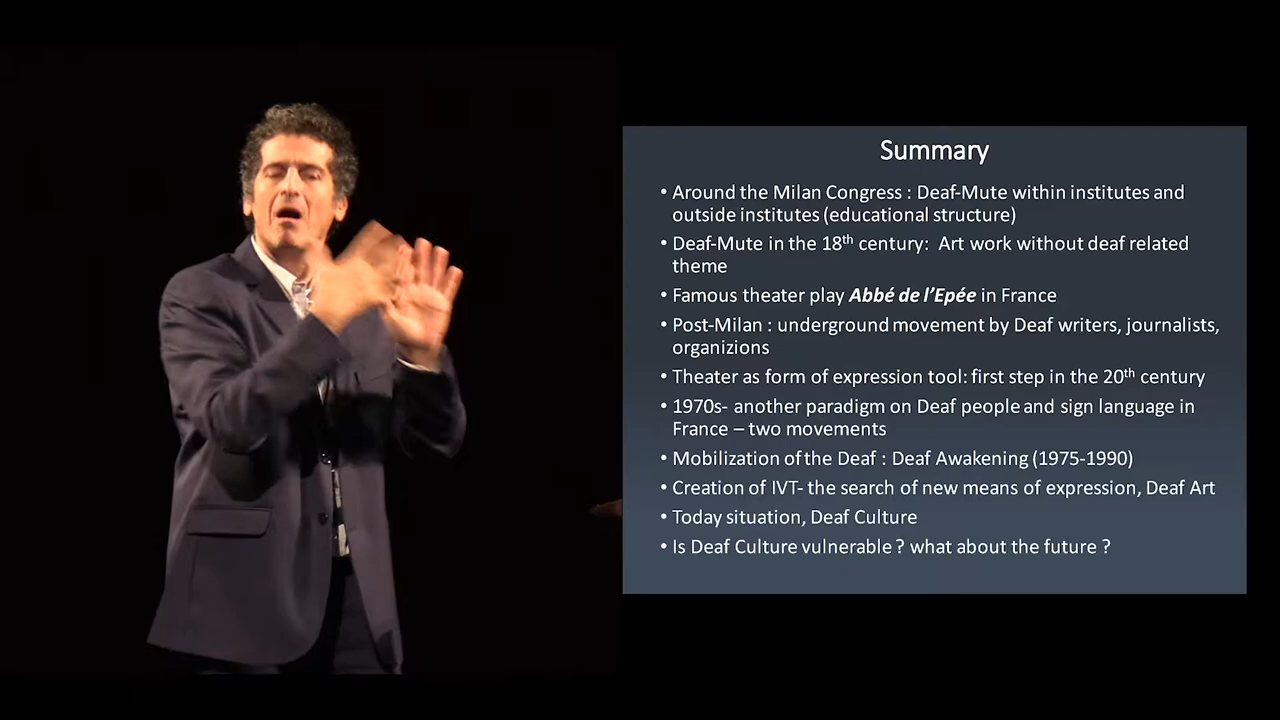 Summary
• Around the Milan Congress : Deaf-Mute within institutes and
outside institutes (educational structure)
• Deaf-Mute in the 18th century: Art work without deaf related
theme
• Famous theater play Abbé de l'Epée in France
• Post-Milan : underground movement by Deaf writers, journalists,
organizions
• Theater as form of expression tool: first step in the 20th century
• 1970s- another paradigm on Deaf people and sign language in
France – two movements
• Mobilization of the Deaf : Deaf Awakening (1975-1990)
• Creation of IVT- the search of new means of expression, Deaf Art
• Today situation, Deaf Culture
• Is Deaf Culture vulnerable ? what about the future ?